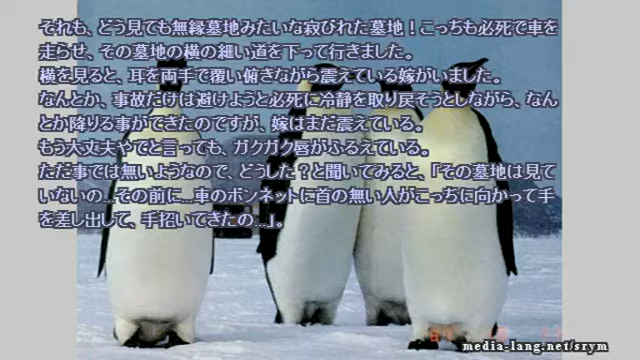 それも、どう見ても無縁墓地みたいな寂びれた墓地！こっちも必死で車を
走らせ、その墓地の横の細い道を下って行きました。
横を見ると、耳を両手で覆い俯きながら震えている嫁がいました。
なんとか、事故だけは避けようと必死に冷静を取り戻そうとしながら、なん
とか降りる事ができたのですが、嫁はまだ震えている。
もう大丈夫やでと言っても、ガクガク唇がふるえている。
ただ事では無いようなので、どうした？と聞いてみると、「その墓地は見て
いないの…その前に…車のボンネットに首の無い人がこっちに向かって手
を差し出して、手招いてきたの…」。
media-lang.net/srym